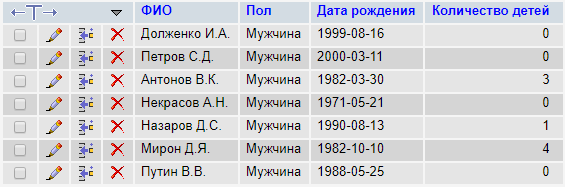 ФИО Пол Дата рождения Количество детей
Долженко И.А. Мужчина 1999-08-16 0
Петров С.Д. Мужчина 2000-03-11 0
Антонов В.К. Мужчина 1982-03-30 3
Некрасов А.Н. Мужчина 1971-05-21 0
Назаров Д.С. Мужчина 1990-08-13 1
Мирон Д.Я. Мужчина 1982-10-10 4
Путин В.В. Мужчина 1988-05-25 0